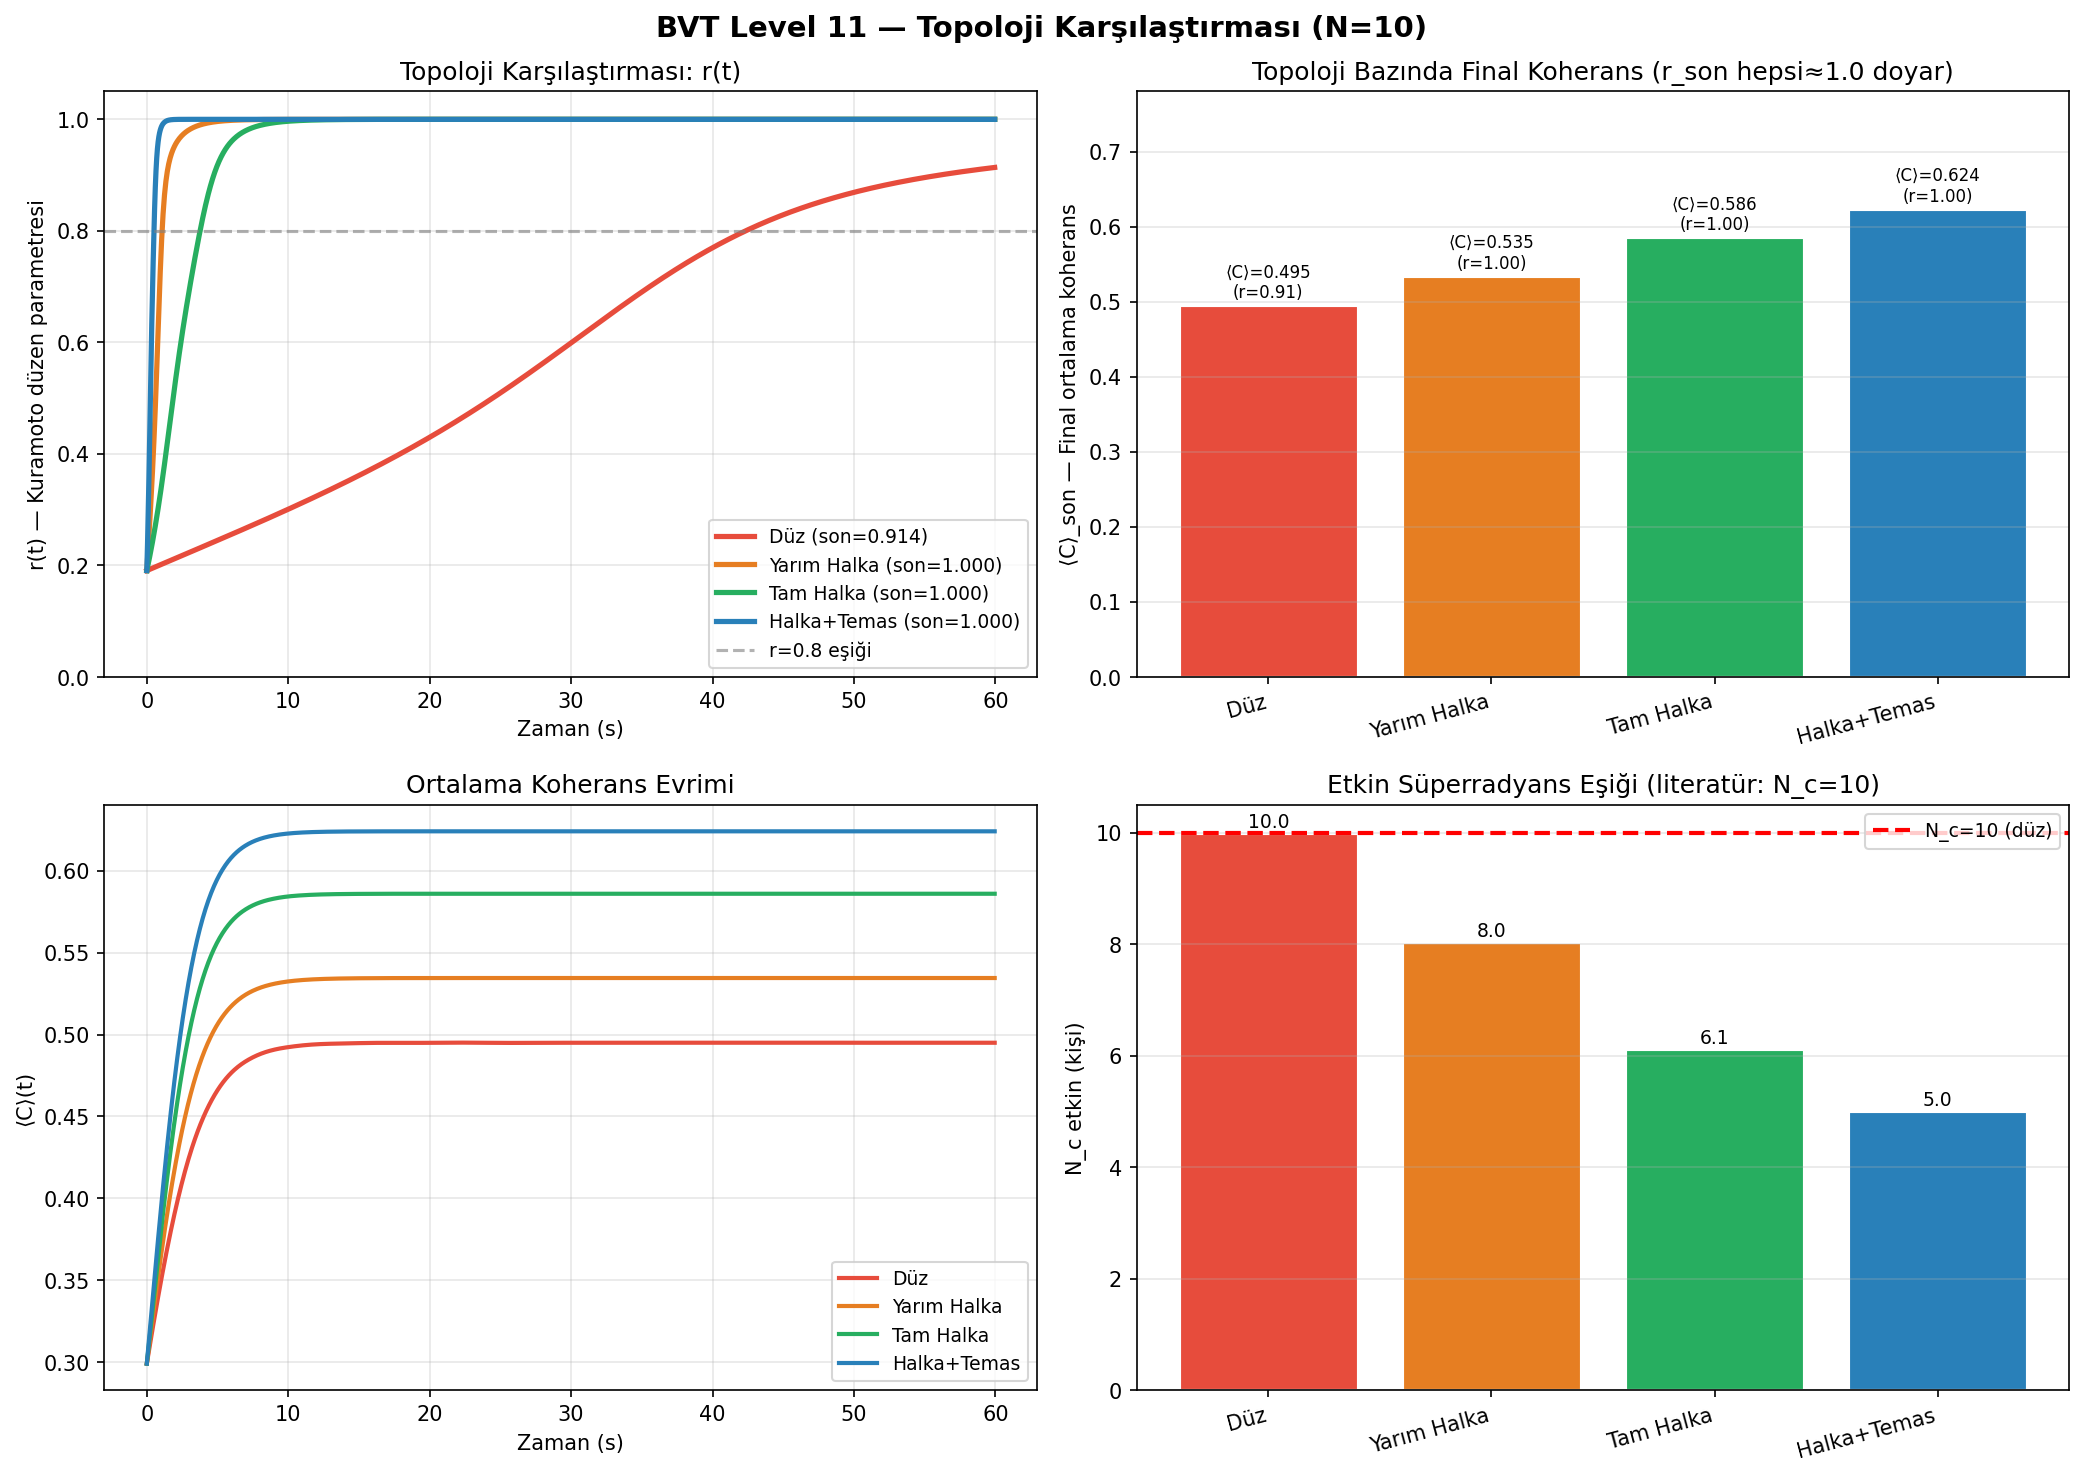 BVT Level 11 — Topoloji Karşılaştırması (N=10)
Topoloji Karşılaştırması: r(t)
r(t) — Kuramoto düzen parametresi
1.0
0.8
0.6
0.4
0.2
0.0
Düz (son=0.914)
Yarım Halka (son=1.000)
Tam Halka (son=1.000)
Halka+Temas (son=1.000)
r=0.8 eşiği
0 10 20 30 40 50 60
Zaman (s)
Topoloji Bazında Final Koherans (r_son hepsi≈1.0 doyar)
⟨C⟩_son — Final ortalama koherans
0.7
0.6
0.5
0.4
0.3
0.2
0.1
0.0
⟨C⟩=0.495
(r=0.91)
⟨C⟩=0.535
(r=1.00)
⟨C⟩=0.586
(r=1.00)
⟨C⟩=0.624
(r=1.00)
Düz Yarım Halka Tam Halka Halka+Temas
Ortalama Koherans Evrimi
⟨C⟩(t)
0.60
0.55
0.50
0.45
0.40
0.35
0.30
Düz
Yarım Halka
Tam Halka
Halka+Temas
0 10 20 30 40 50 60
Zaman (s)
Etkin Süperradyans Eşiği (literatür: N_c=10)
N_c etkin (kişi)
10
8
6
4
2
0
N_c=10 (düz)
10.0
8.0
6.1
5.0
Düz Yarım Halka Tam Halka Halka+Temas